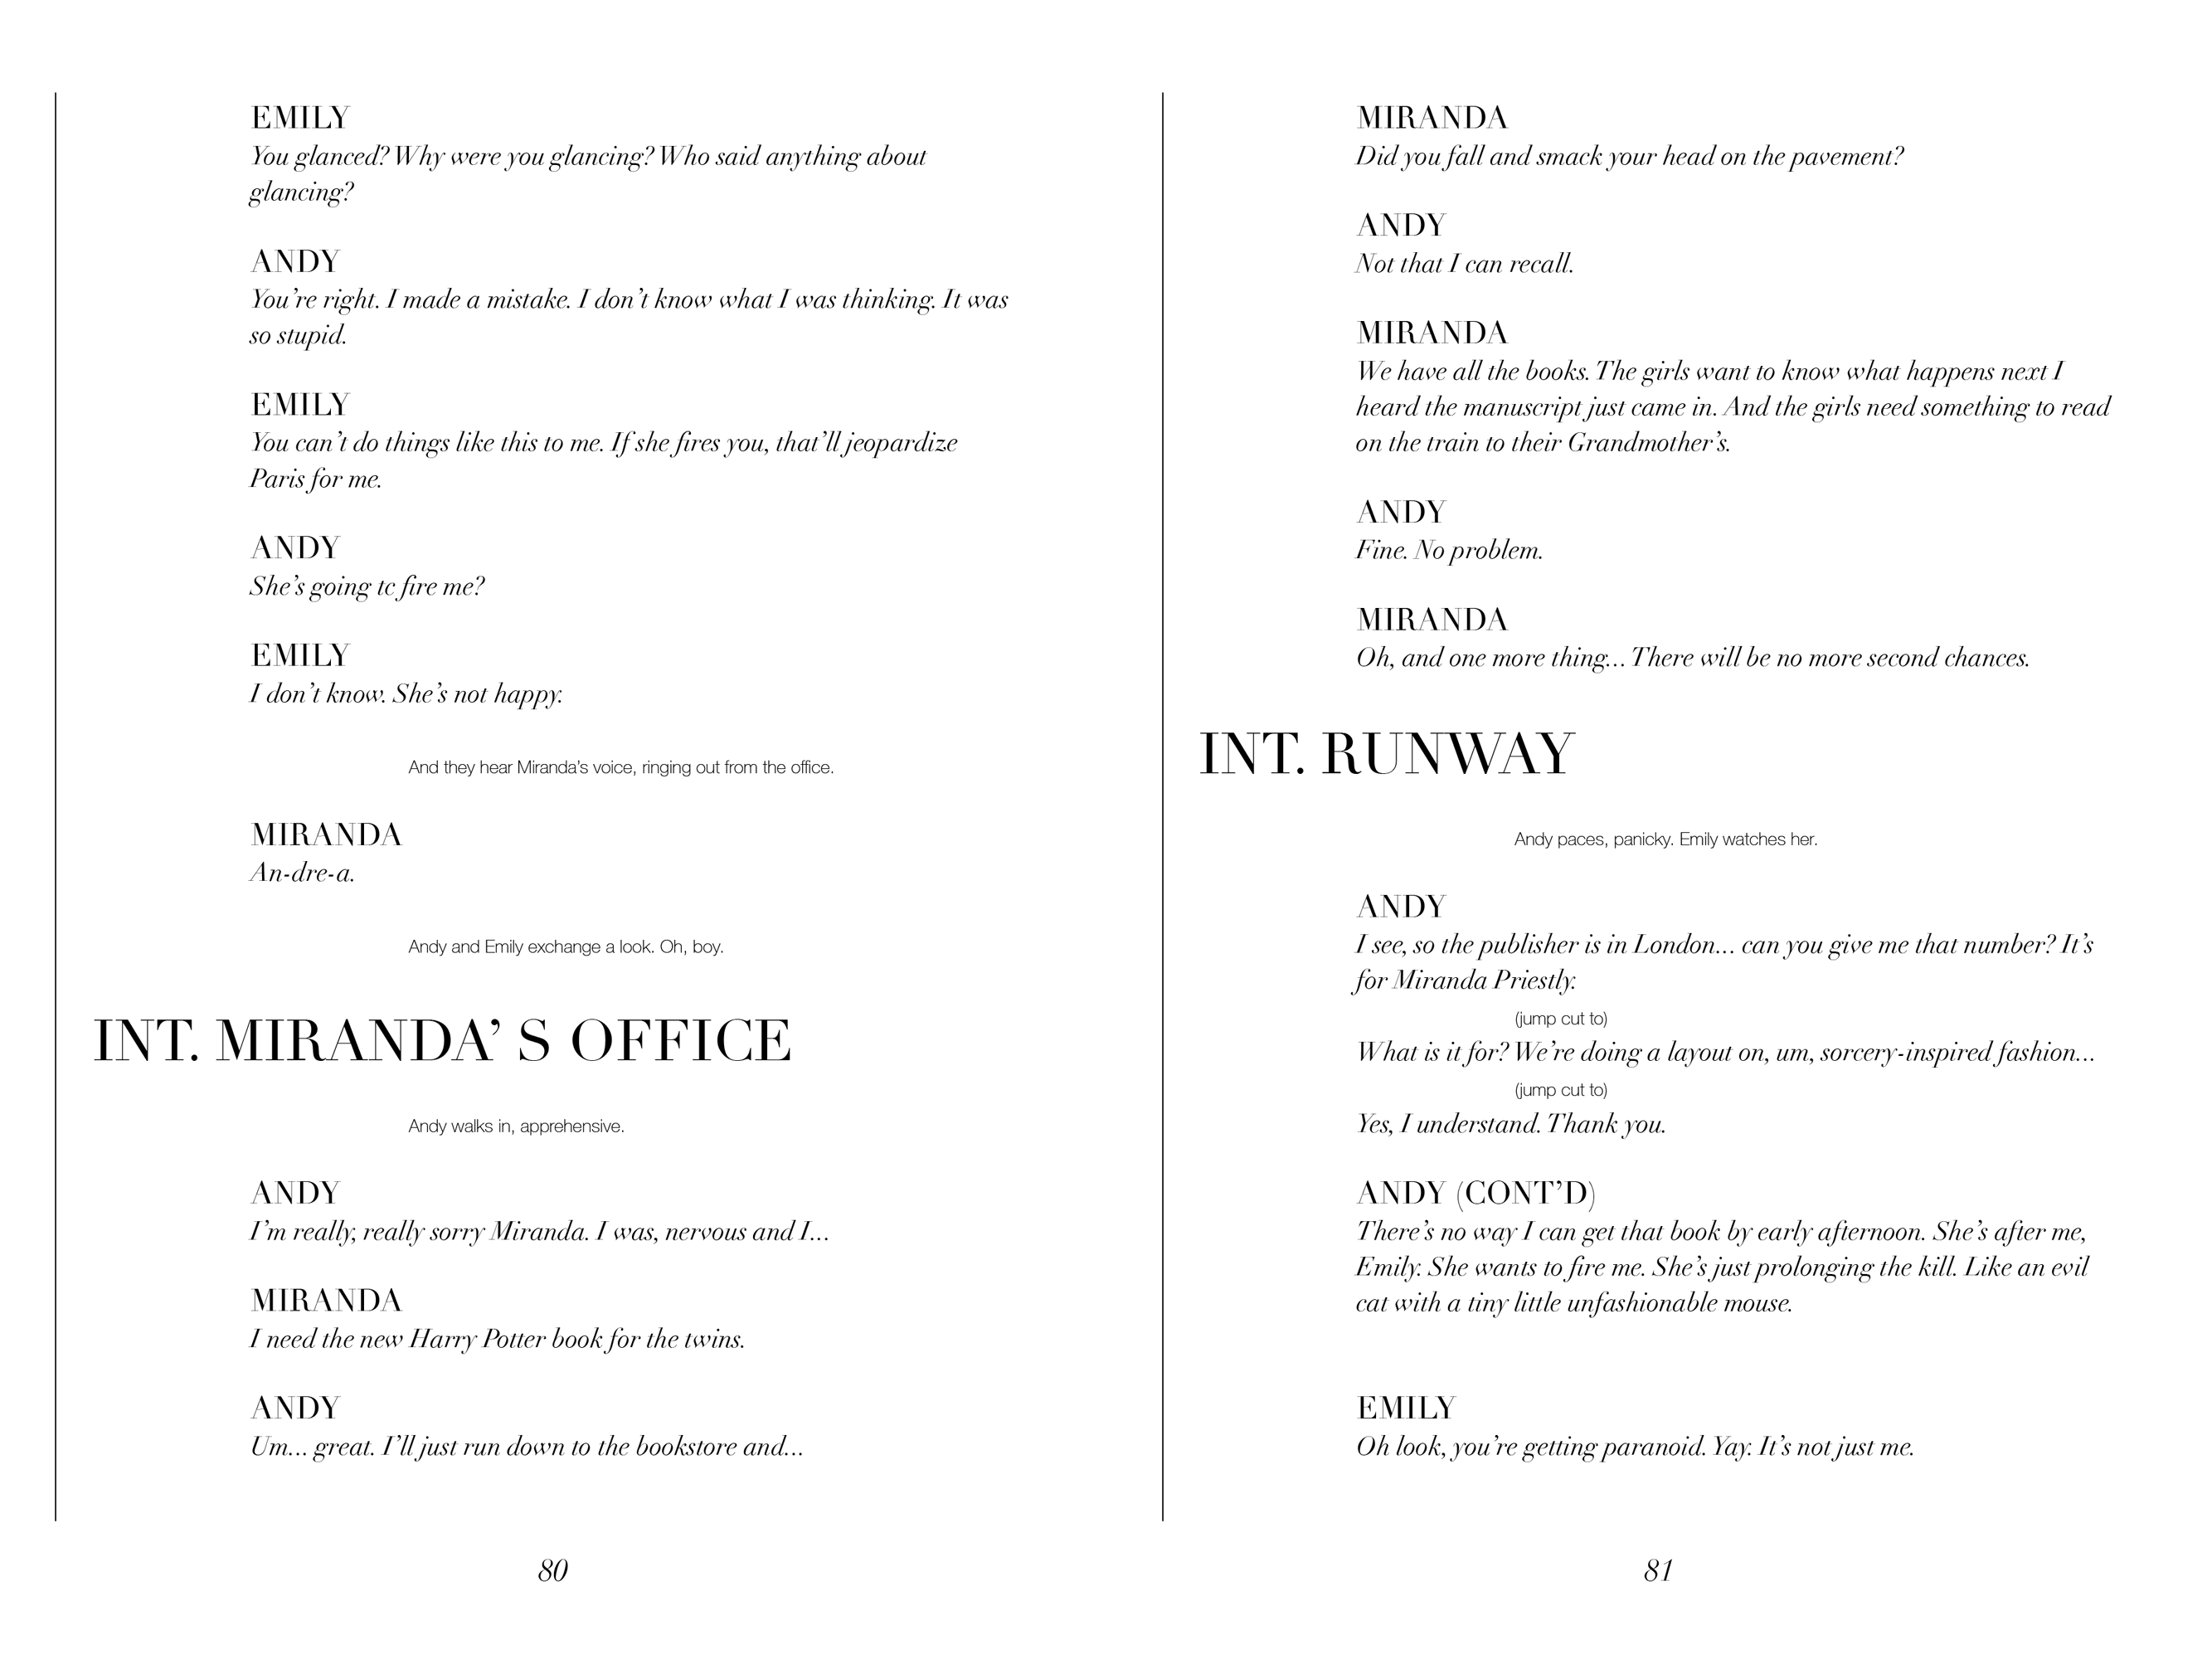 EMILY
You glanced? Why were you glancing? Who said anything about
glancing?
ANDY
You’re right. I made a mistake. I don’t know what I was thinking. It was
so stupid.
EMILY
You can’t do things like this to me. If she fires you, that’ll jeopardize
Paris for me.
ANDY
She’s going tc fire me?
EMILY
I don’t know. She’s not happy.
And they hear Miranda’s voice, ringing out from the office.
MIRANDA
An-dre-a.
Andy and Emily exchange a look. Oh, boy.
INT. MIRANDA’ S OFFICE
Andy walks in, apprehensive.
ANDY
I’m really, really sorry Miranda. I was, nervous and I...
MIRANDA
I need the new Harry Potter book for the twins.
ANDY
Um... great. I’ll just run down to the bookstore and...
80
MIRANDA
Did you fall and smack your head on the pavement?
ANDY
Not that I can recall.
MIRANDA
We have all the books. The girls want to know what happens next I
heard the manuscript just came in. And the girls need something to read
on the train to their Grandmother’s.
ANDY
Fine. No problem.
MIRANDA
Oh, and one more thing... There will be no more second chances.
INT. RUNWAY
Andy paces, panicky. Emily watches her.
ANDY
I see, so the publisher is in London... can you give me that number? It’s
for Miranda Priestly.
(jump cut to)
What is it for? We’re doing a layout on, um, sorcery-inspired fashion...
(jump cut to)
Yes, I understand. Thank you.
ANDY (CONT’D)
There’s no way I can get that book by early afternoon. She’s after me,
Emily. She wants to fire me. She’s just prolonging the kill. Like an evil
cat with a tiny little unfashionable mouse.
EMILY
Oh look, you’re getting paranoid. Yay. It’s not just me.
81